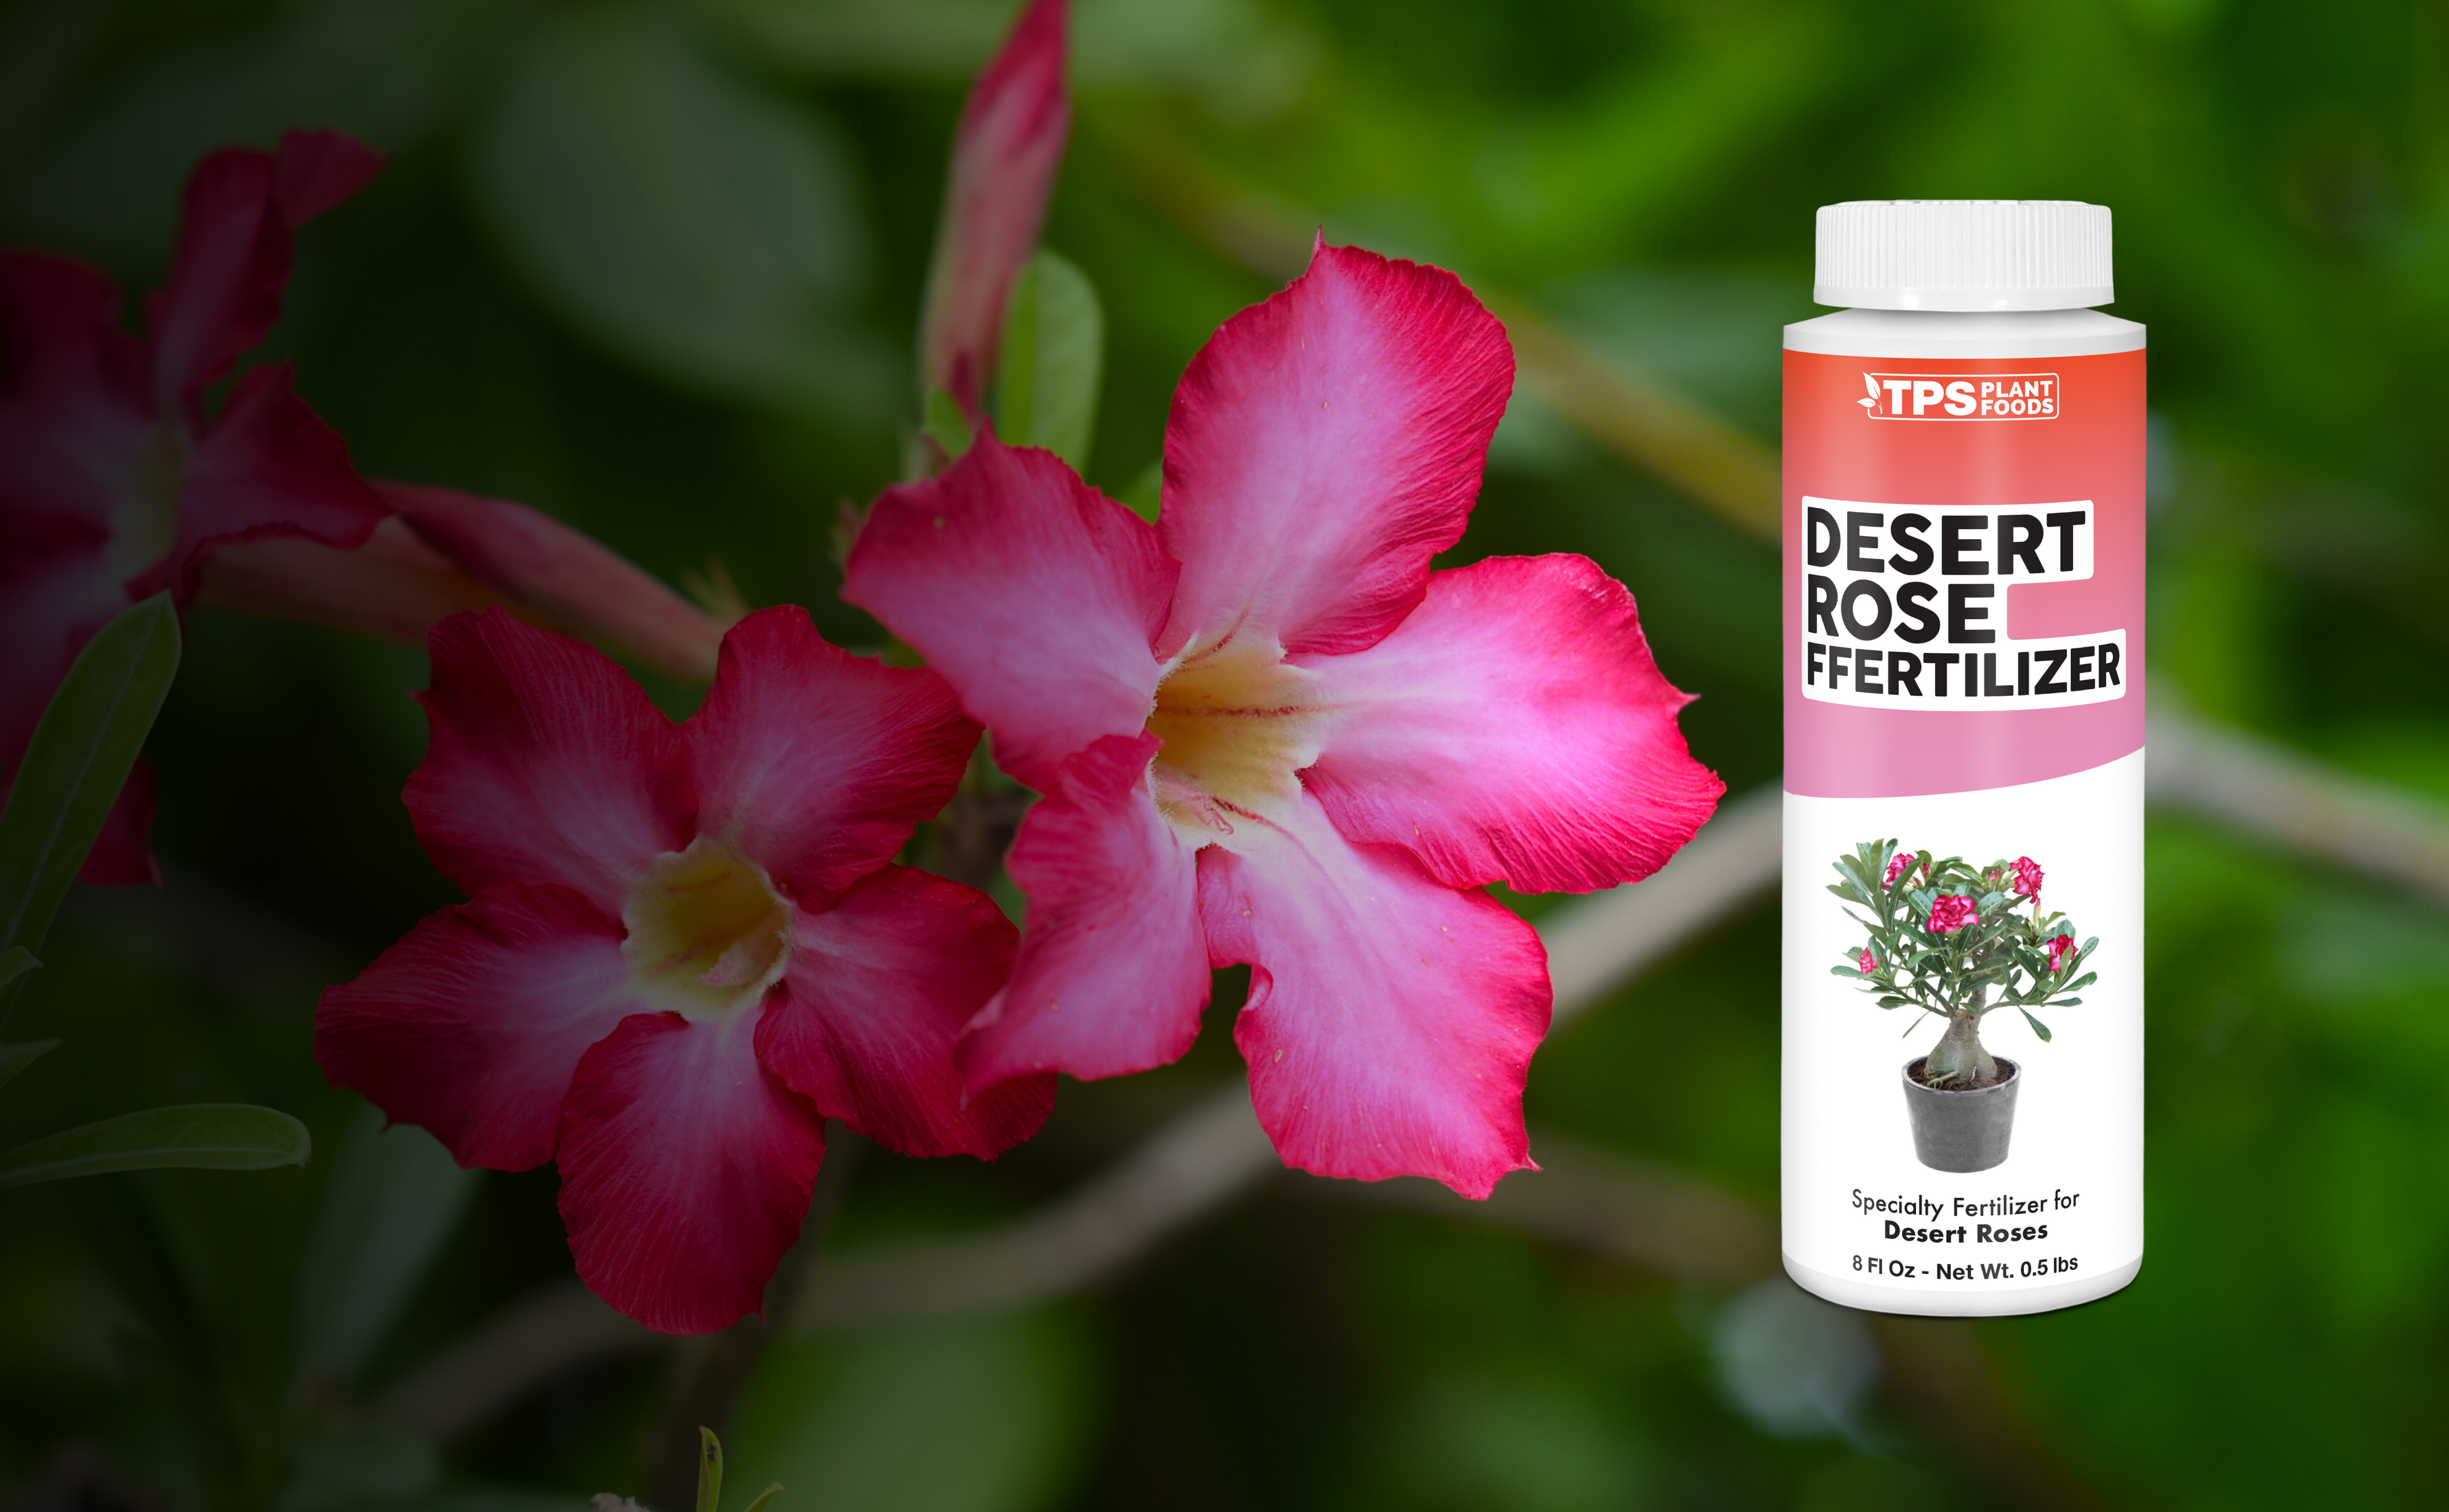 TPS PLANT FOODS
DESERT
ROSE
FFERTILIZER
Specialty Fertilizer for
Desert Roses
8 Fl Oz - Net Wt. 0.5 lbs